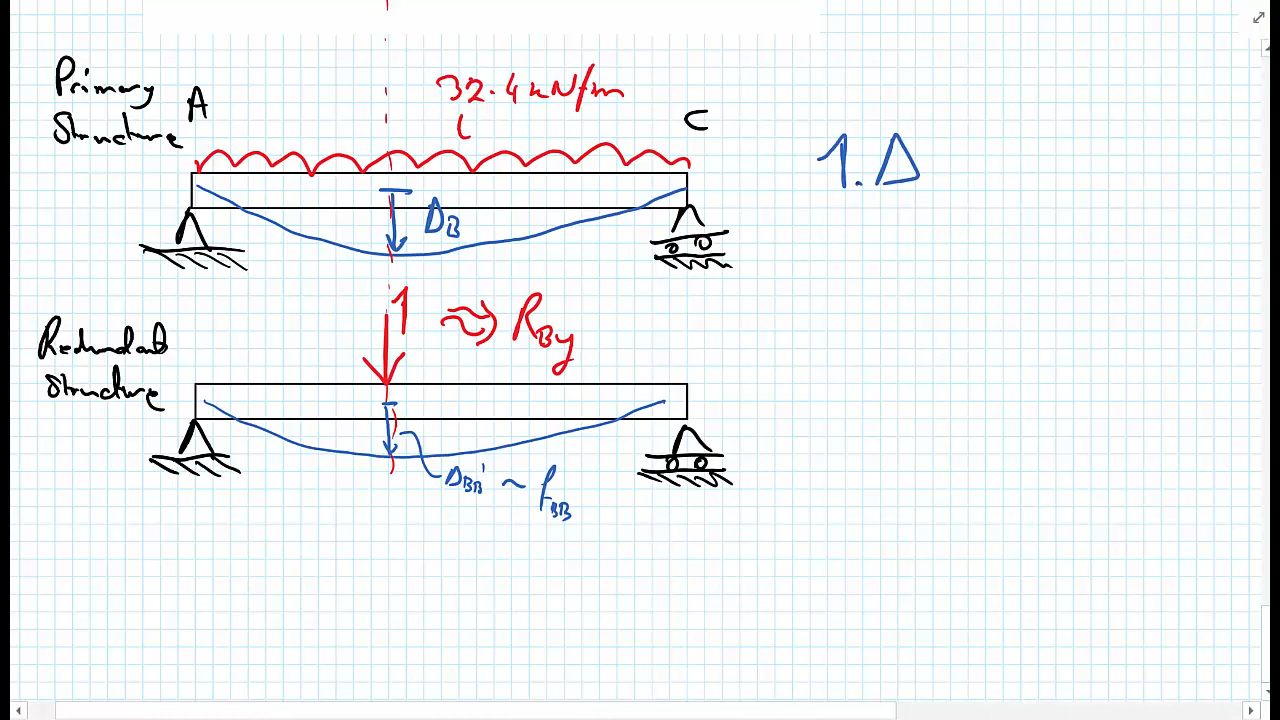 Primary
Structure
A
32.4 kN/m
C
Δ_B
1. Δ
1 ≈> R_By
Redundant
Structure
Δ_BB' ~ f_BB